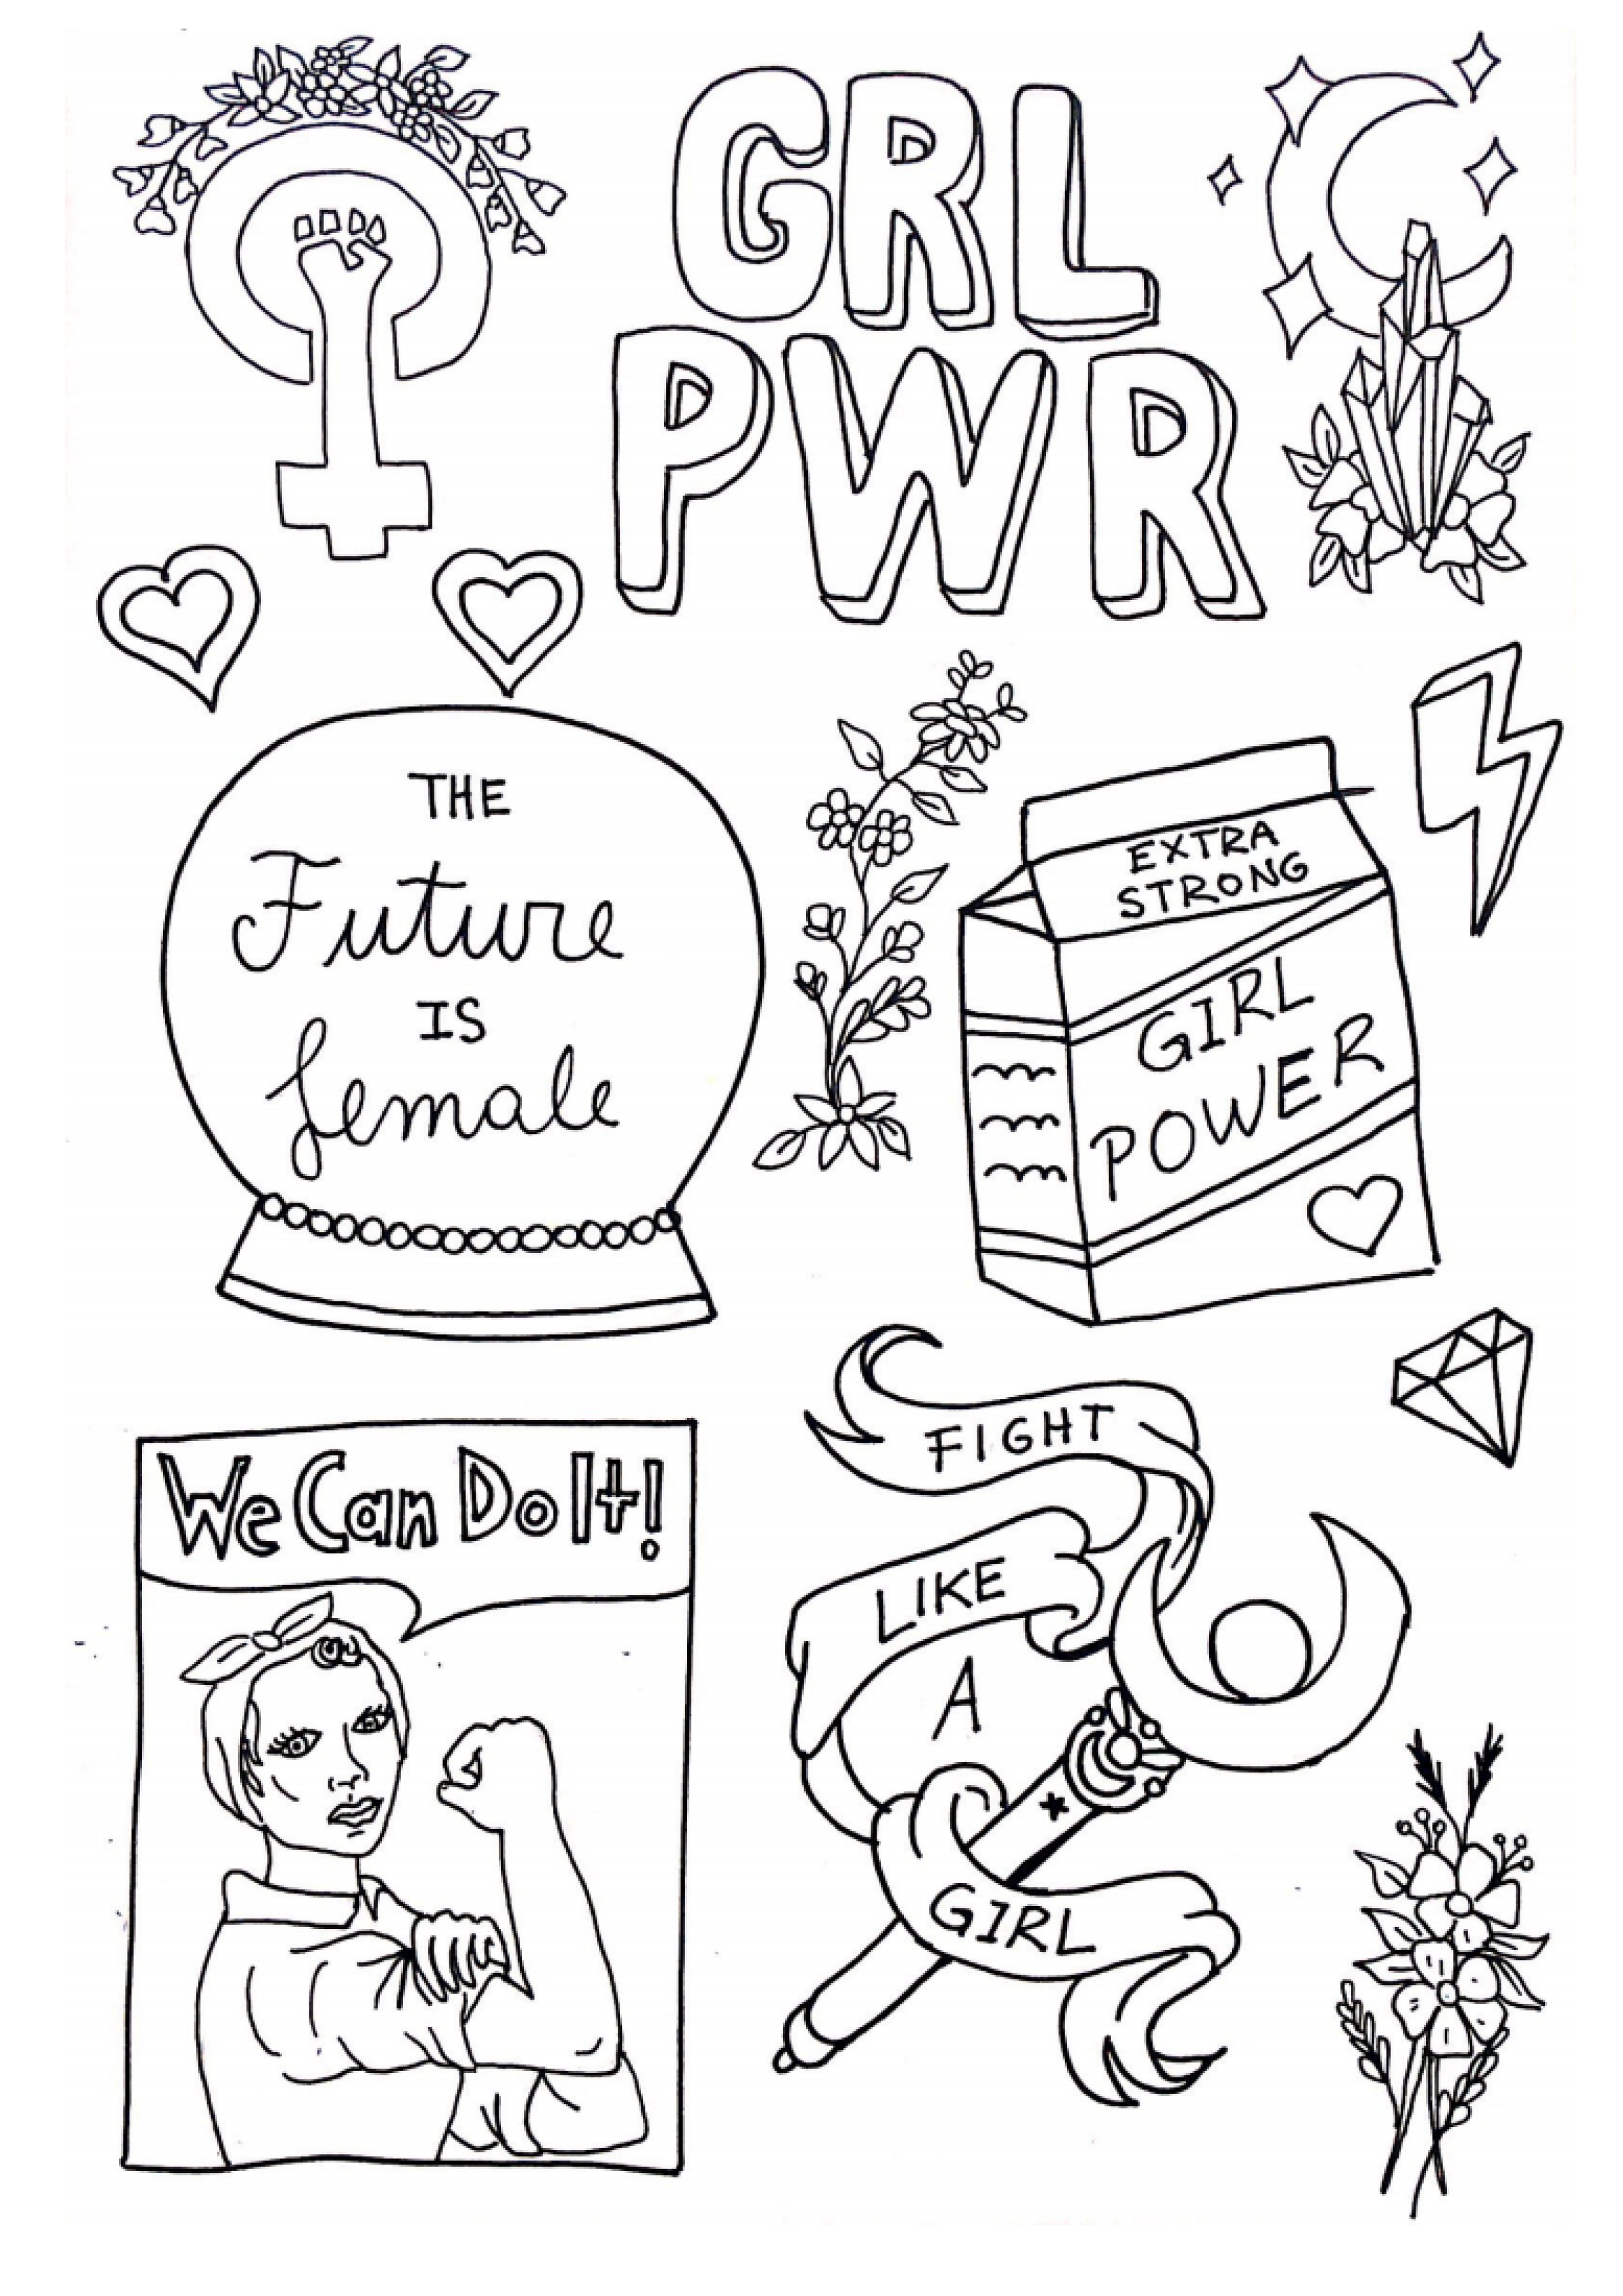 GRL
PWR
THE
Future
IS
female
EXTRA
STRONG
GIRL
POWER
We Can Do It!
FIGHT
LIKE
A
GIRL